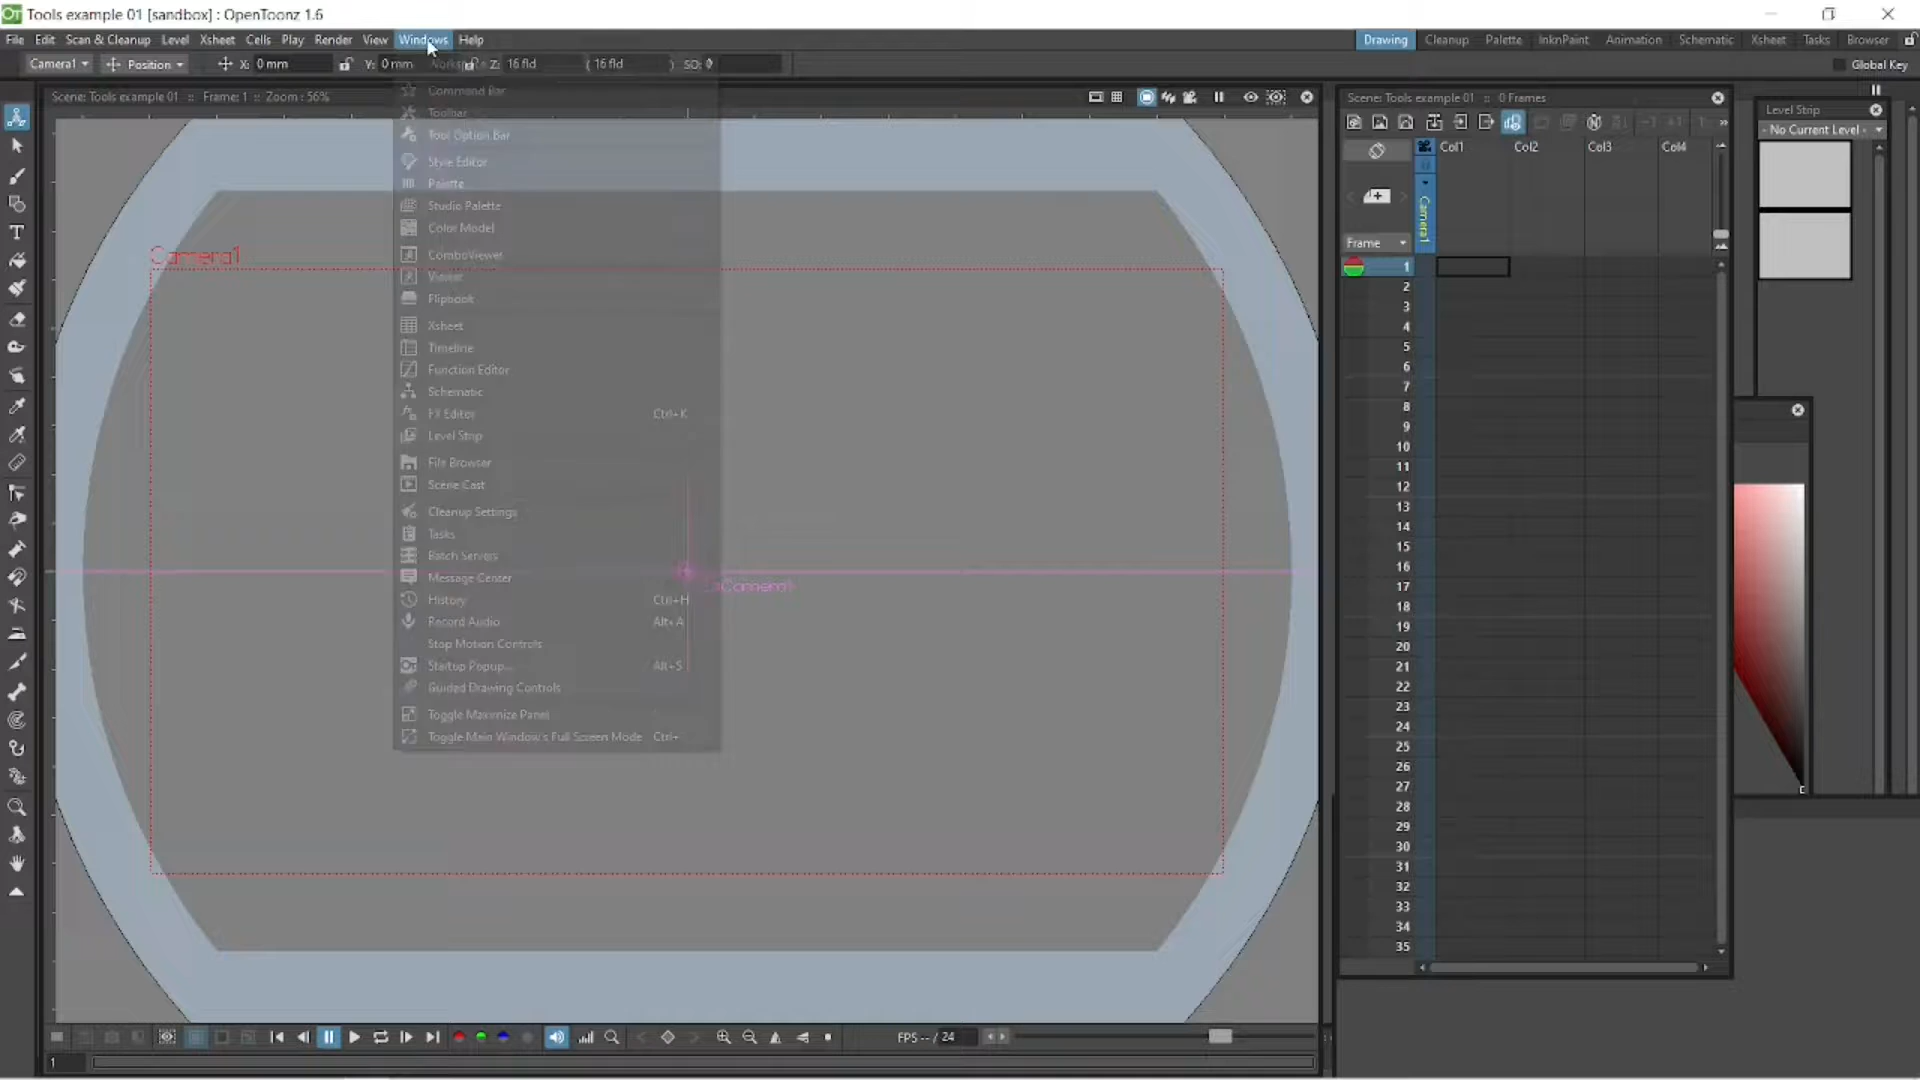 Tools example 01 [sandbox] : OpenToonz 1.6
File Edit Scan & Cleanup Level Xsheet Cells Play Render View Windows Help
Drawing Cleanup Palette InknPaint Animation Schematic Xsheet Tasks Browser
Camera1 Position X: 0 mm Y: 0 mm Z: 16 fld ( 16 fld ) SO: 0
Global Key
Scene: Tools example 01 :: Frame: 1 :: Zoom : 56%
Command Bar
Toolbar
Tool Option Bar
Style Editor
Palette
Studio Palette
Color Model
ComboViewer
Viewer
Flipbook
Xsheet
Timeline
Function Editor
Schematic
FX Editor Ctrl+K
Level Strip
File Browser
Scene Cast
Cleanup Settings
Tasks
Batch Servers
Message Center
History Ctrl+H
Record Audio Alt+A
Stop Motion Controls
Startup Popup... Alt+S
Guided Drawing Controls
Toggle Maximize Panel
Toggle Main Window's Full Screen Mode Ctrl+
Camera1
Camera1
Scene: Tools example 01 :: 0 Frames
Col1 Col2 Col3 Col4
Camera1
Frame
1
2
3
4
5
6
7
8
9
10
11
12
13
14
15
16
17
18
19
20
21
22
23
24
25
26
27
28
29
30
31
32
33
34
35
Level Strip
- No Current Level -
FPS -- / 24
1